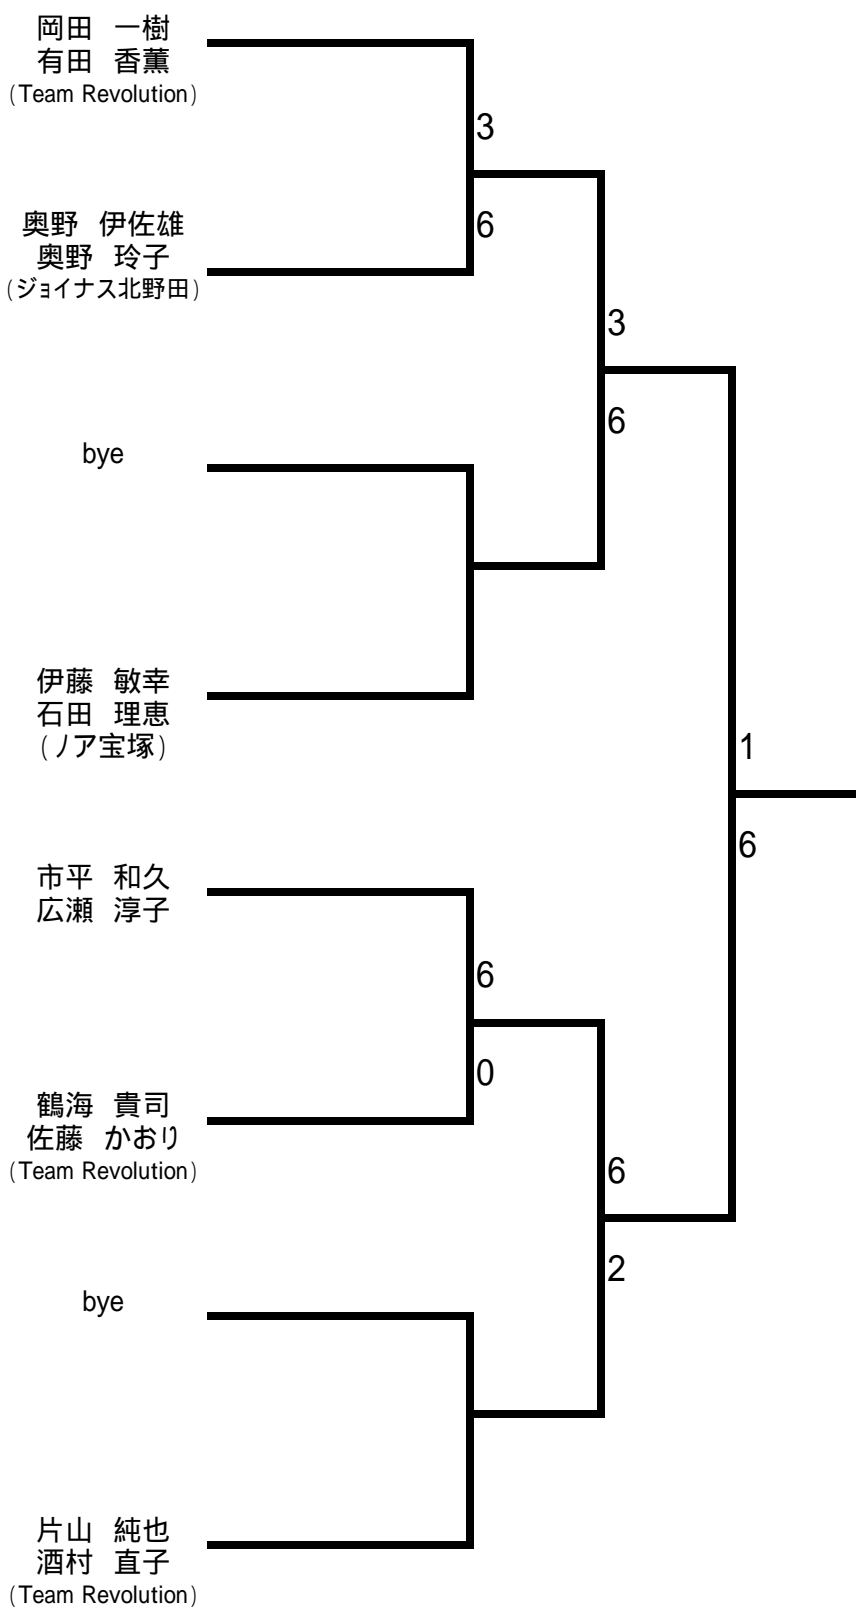 岡田 一樹
有田 香薫
(Team Revolution)
3
6
奥野 伊佐雄
奥野 玲子
(ジョイナス北野田)
3
6
bye
伊藤 敏幸
石田 理恵
(ノア宝塚)
1
6
市平 和久
広瀬 淳子
6
0
鶴海 貴司
佐藤 かおり
(Team Revolution)
6
2
bye
片山 純也
酒村 直子
(Team Revolution)